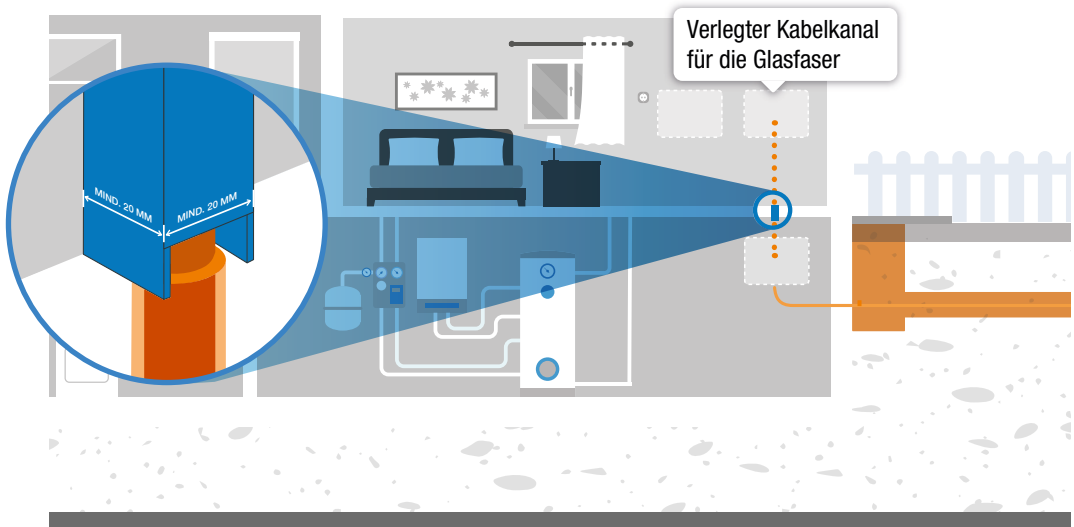 Verlegter Kabelkanal
für die Glasfaser
MIND. 20 MM
MIND. 20 MM